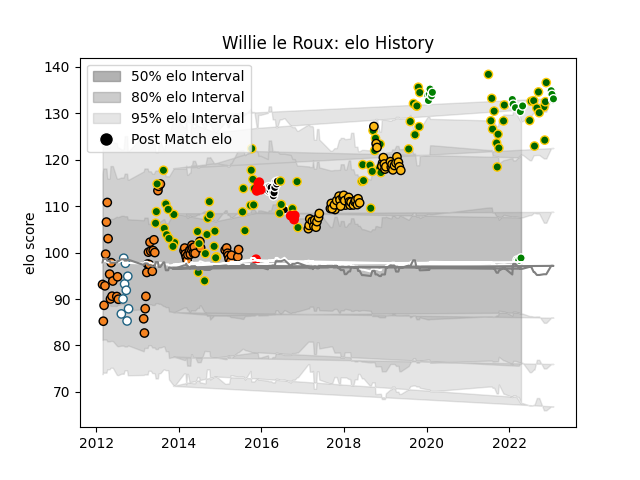 Willie le Roux: elo History
140
130
120
110
100
90
80
70
elo score
50% elo Interval
80% elo Interval
95% elo Interval
Post Match elo
2012 2014 2016 2018 2020 2022